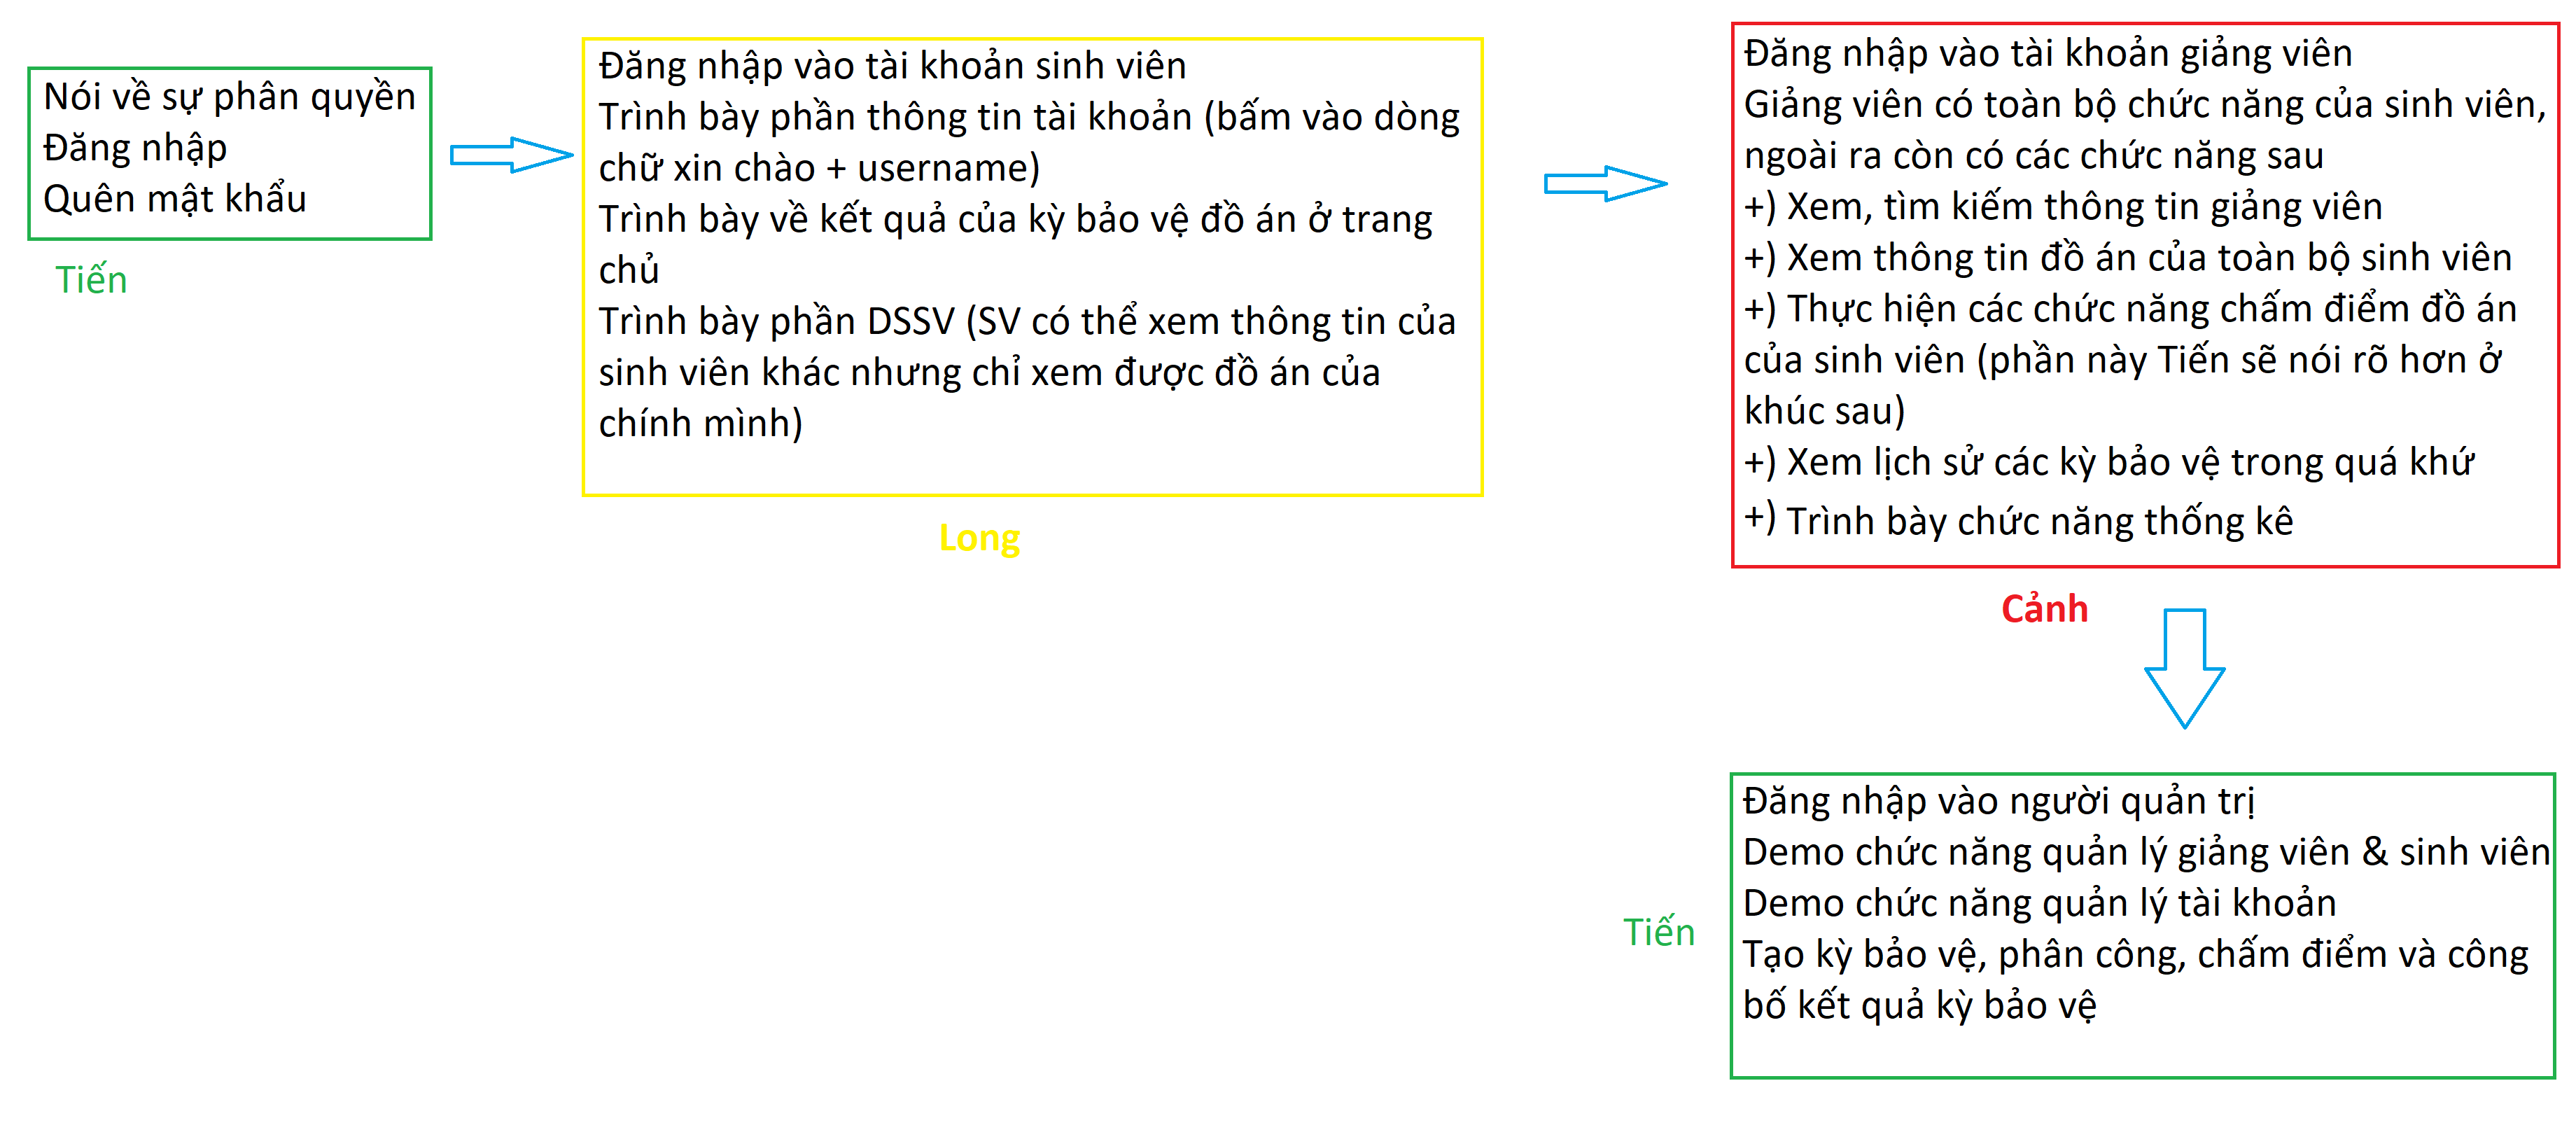 Nói về sự phân quyền
Đăng nhập
Quên mật khẩu
Tiến
Đăng nhập vào tài khoản sinh viên
Trình bày phần thông tin tài khoản (bấm vào dòng
chữ xin chào + username)
Trình bày về kết quả của kỳ bảo vệ đồ án ở trang
chủ
Trình bày phần DSSV (SV có thể xem thông tin của
sinh viên khác nhưng chỉ xem được đồ án của
chính mình)
Long
Đăng nhập vào tài khoản giảng viên
Giảng viên có toàn bộ chức năng của sinh viên,
ngoài ra còn có các chức năng sau
+) Xem, tìm kiếm thông tin giảng viên
+) Xem thông tin đồ án của toàn bộ sinh viên
+) Thực hiện các chức năng chấm điểm đồ án
của sinh viên (phần này Tiến sẽ nói rõ hơn ở
khúc sau)
+) Xem lịch sử các kỳ bảo vệ trong quá khứ
+) Trình bày chức năng thống kê
Cảnh
Đăng nhập vào người quản trị
Demo chức năng quản lý giảng viên & sinh viên
Demo chức năng quản lý tài khoản
Tạo kỳ bảo vệ, phân công, chấm điểm và công
bố kết quả kỳ bảo vệ
Tiến